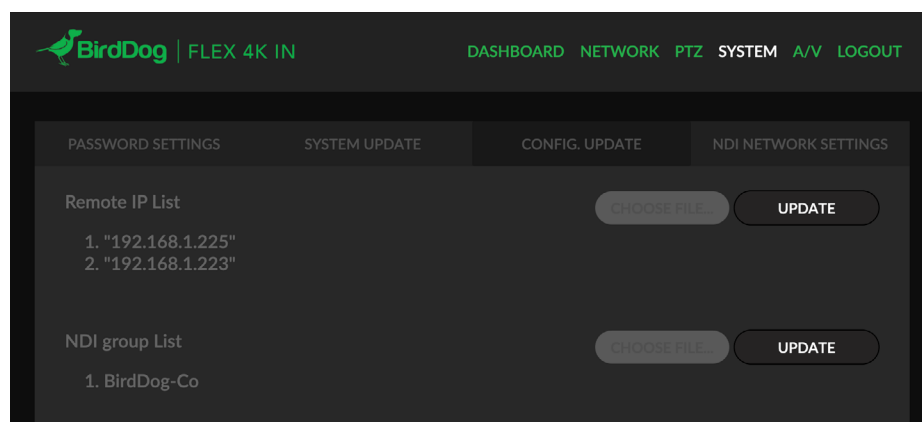 BirdDog | FLEX 4K IN
DASHBOARD NETWORK PTZ SYSTEM A/V LOGOUT
PASSWORD SETTINGS SYSTEM UPDATE CONFIG. UPDATE NDI NETWORK SETTINGS
Remote IP List CHOOSE FILE... UPDATE
1. "192.168.1.225"
2. "192.168.1.223"
NDI group List CHOOSE FILE... UPDATE
1. BirdDog-Co